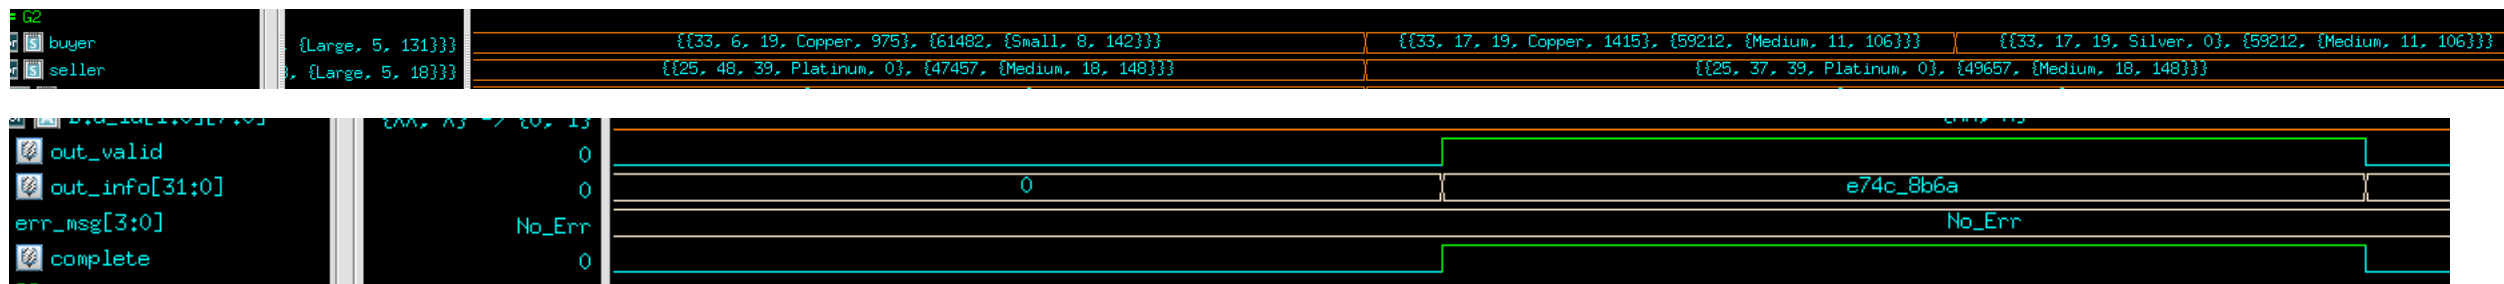 = G2
buyer {Large, 5, 131}}} {{33, 6, 19, Copper, 975}, {61482, {Small, 8, 142}}} {{33, 17, 19, Copper, 1415}, {59212, {Medium, 11, 106}}} {{33, 17, 19, Silver, 0}, {59212, {Medium, 11, 106}}}
seller , {Large, 5, 18}}} {{25, 48, 39, Platinum, 0}, {47457, {Medium, 18, 148}}} {{25, 37, 39, Platinum, 0}, {49657, {Medium, 18, 148}}}
out_valid 0
out_info[31:0] 0 0 e74c_8b6a
err_msg[3:0] No_Err No_Err
complete 0